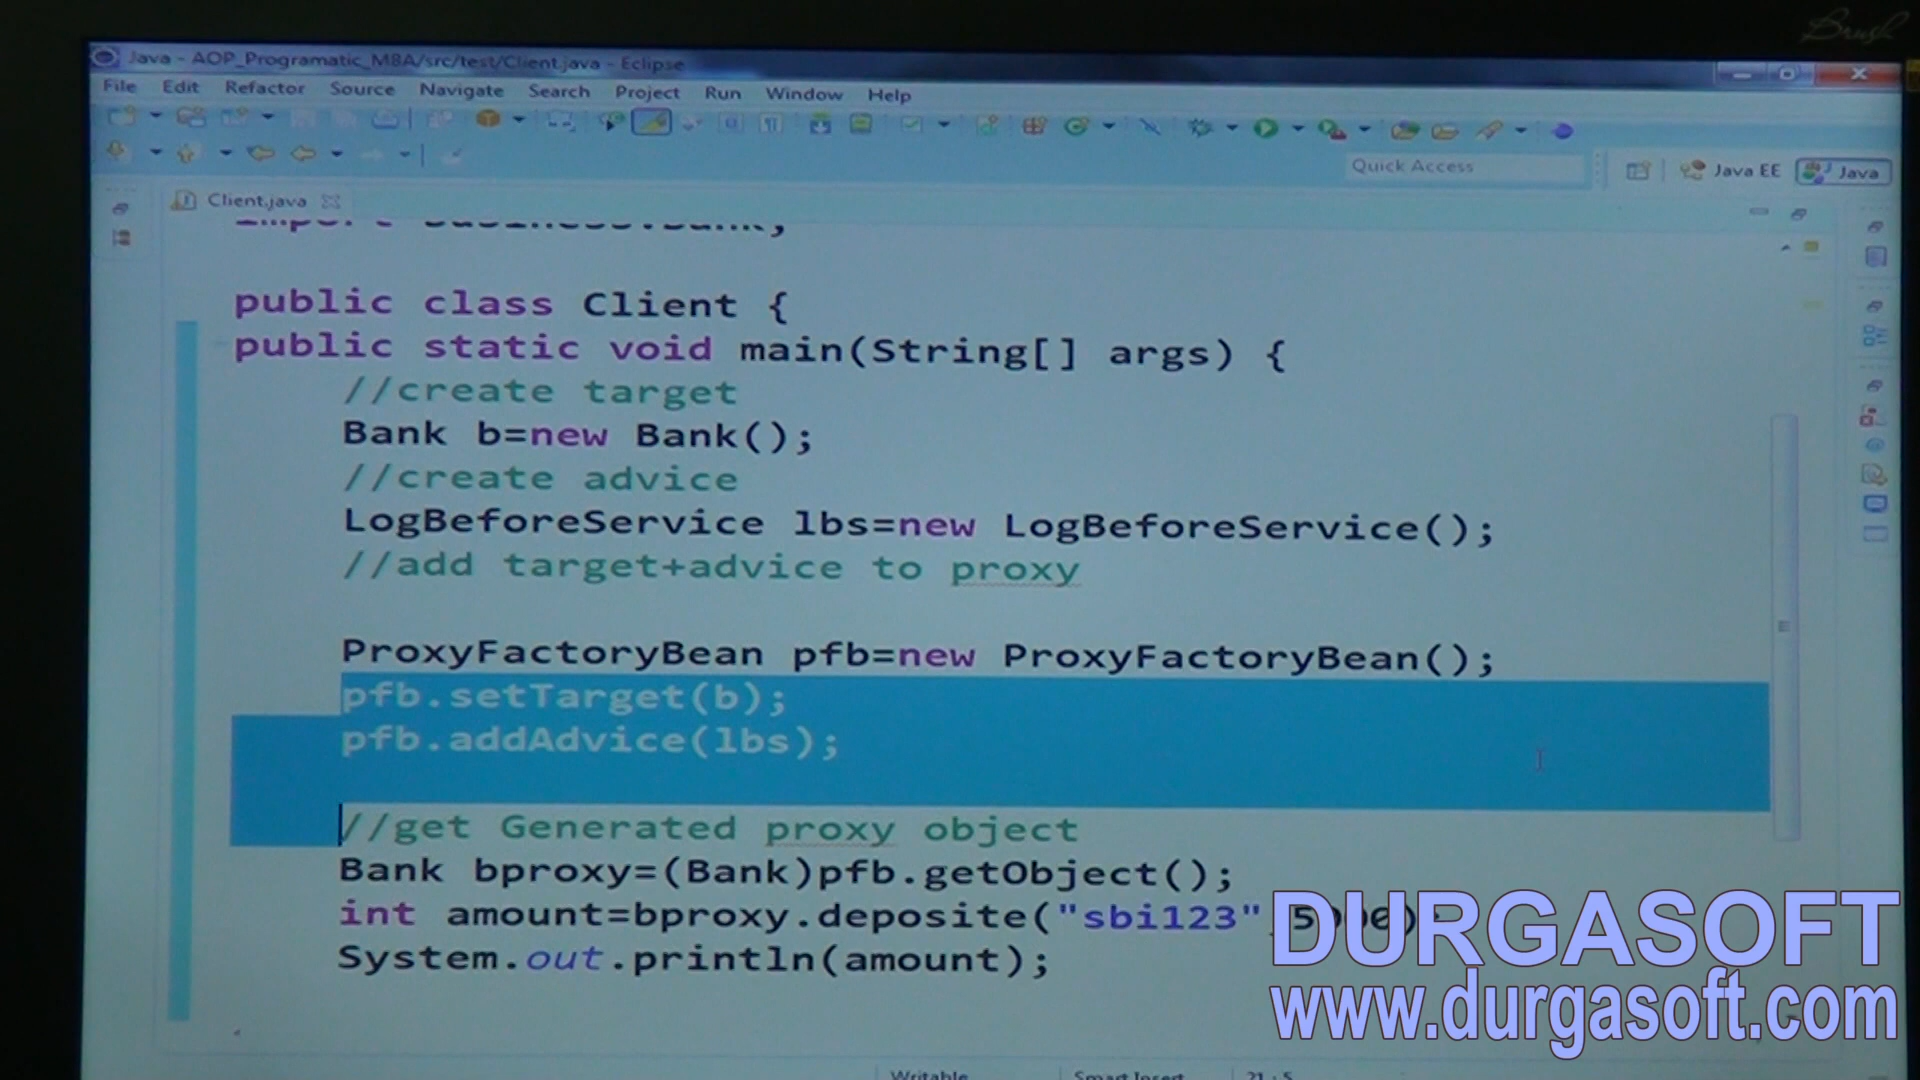 Brush
Java - AOP_Programatic_MBA/src/test/Client.java - Eclipse
File Edit Refactor Source Navigate Search Project Run Window Help
Quick Access
Java EE
Java
Client.java
public class Client {
public static void main(String[] args) {
//create target
Bank b=new Bank();
//create advice
LogBeforeService lbs=new LogBeforeService();
//add target+advice to proxy
ProxyFactoryBean pfb=new ProxyFactoryBean();
pfb.setTarget(b);
pfb.addAdvice(lbs);
//get Generated proxy object
Bank bproxy=(Bank)pfb.getObject();
int amount=bproxy.deposite("sbi123" 5000);
System.out.println(amount);
DURGASOFT
www.durgasoft.com
Writable Smart Insert 21 : 5